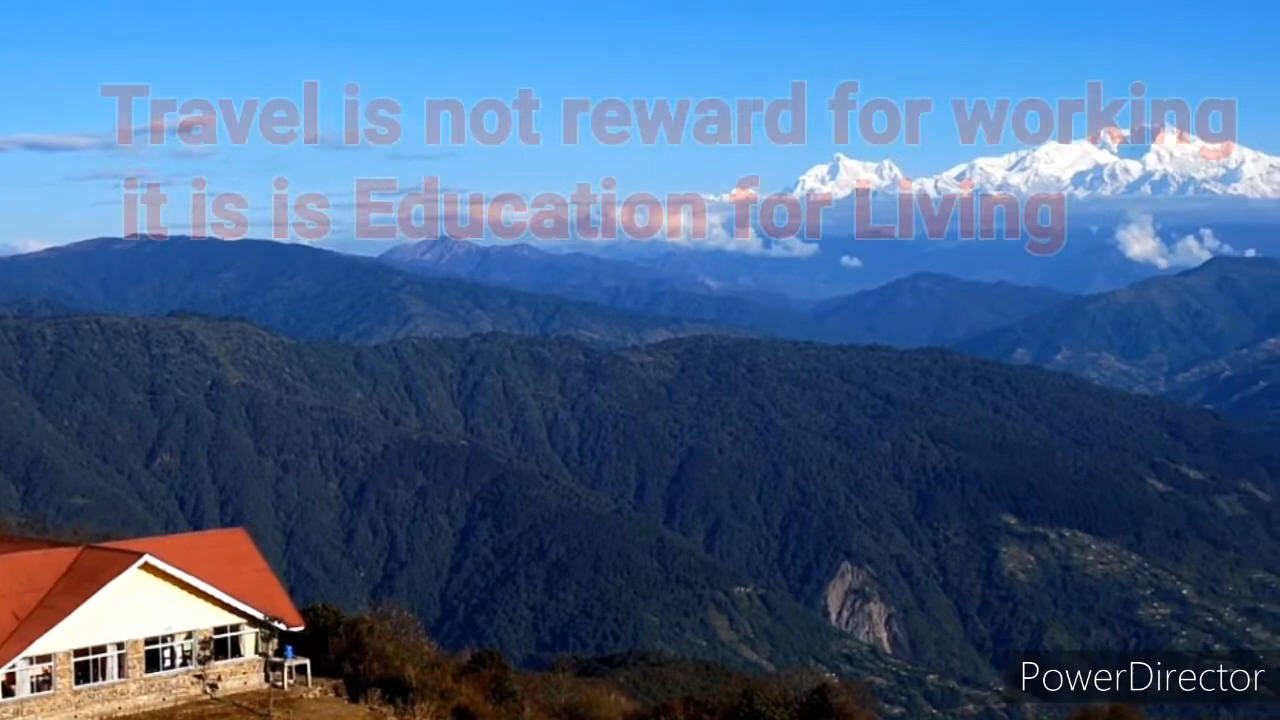 Travel is not reward for working
it is is Education for Living
PowerDirector